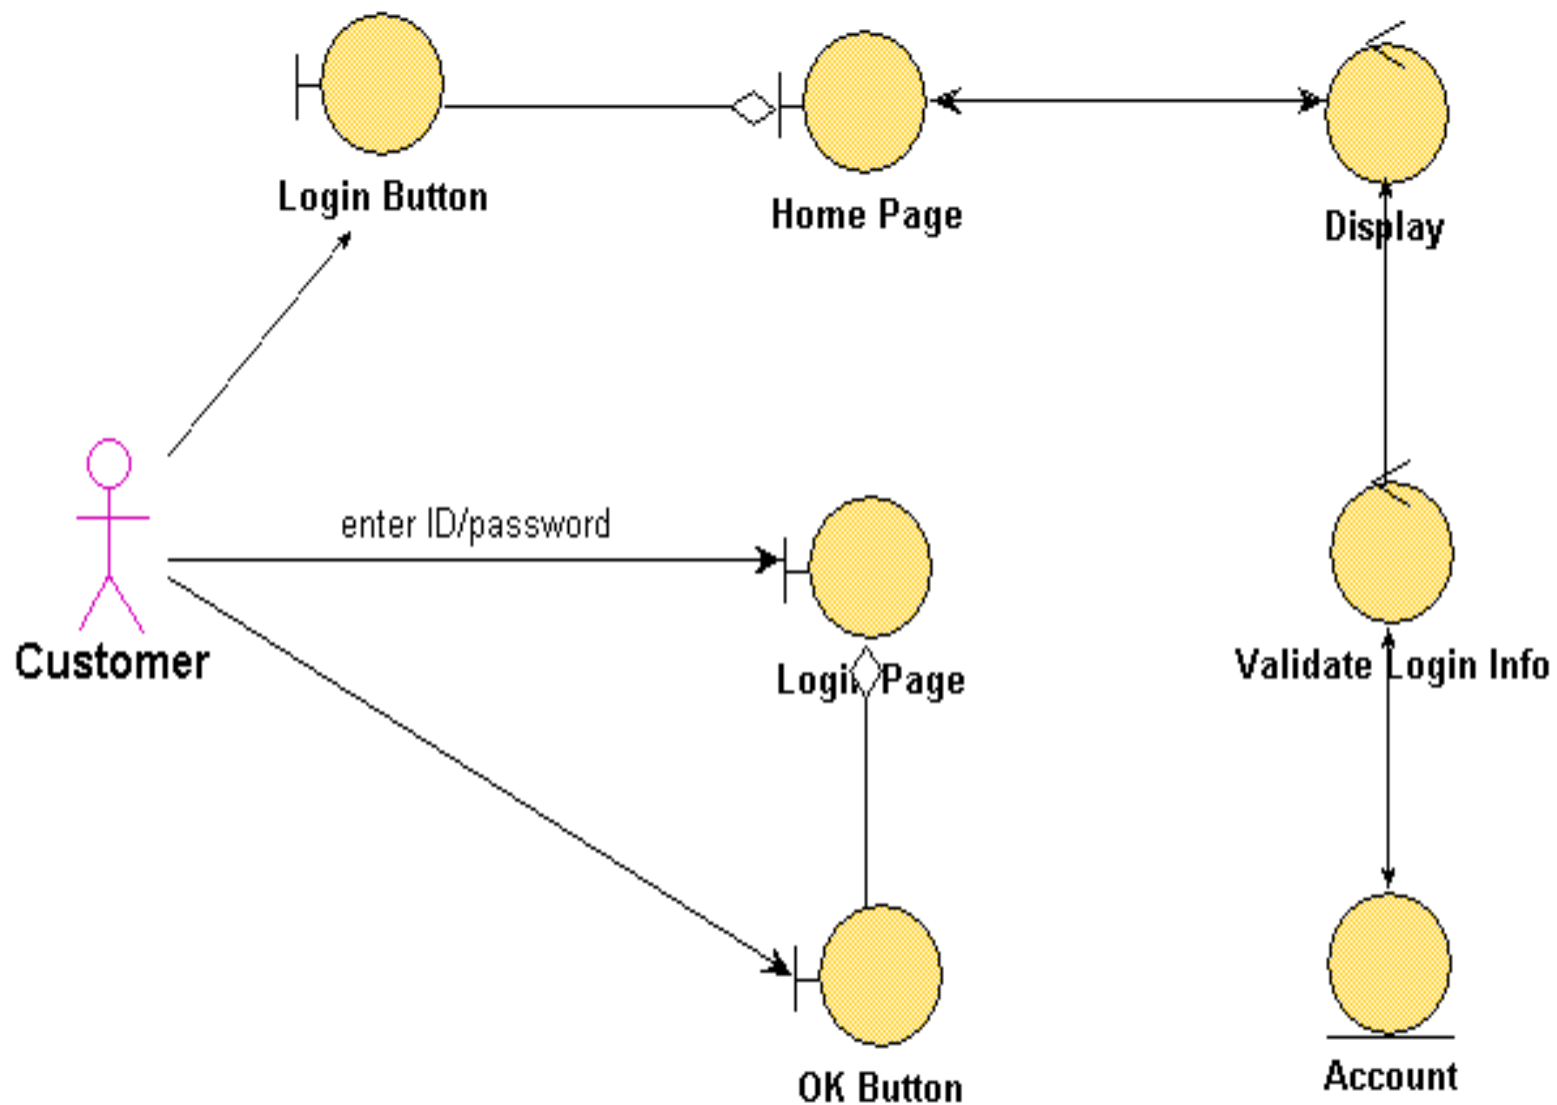 Login Button
Home Page
Display
enter ID/password
Customer
Login Page
Validate Login Info
OK Button
Account